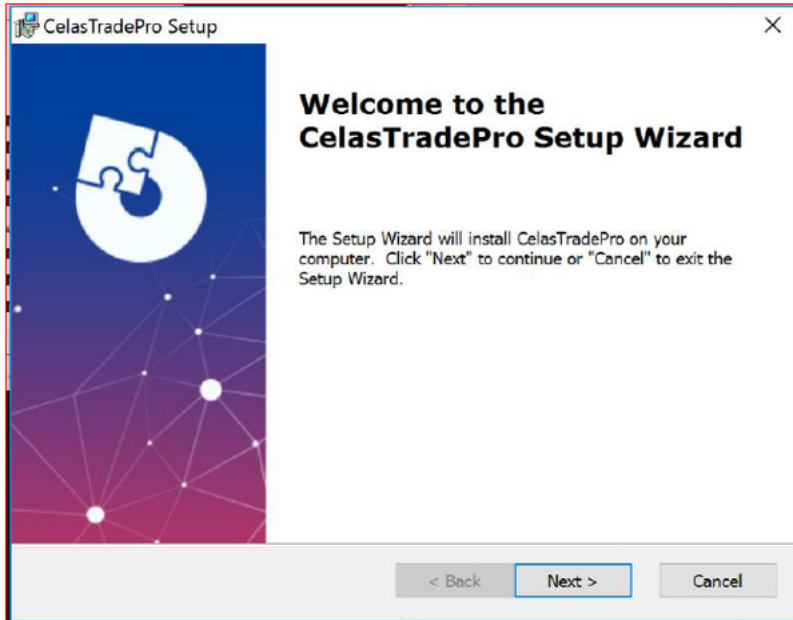 CelasTradePro Setup
Welcome to the
CelasTradePro Setup Wizard
The Setup Wizard will install CelasTradePro on your
computer. Click "Next" to continue or "Cancel" to exit the
Setup Wizard.
< Back Next > Cancel